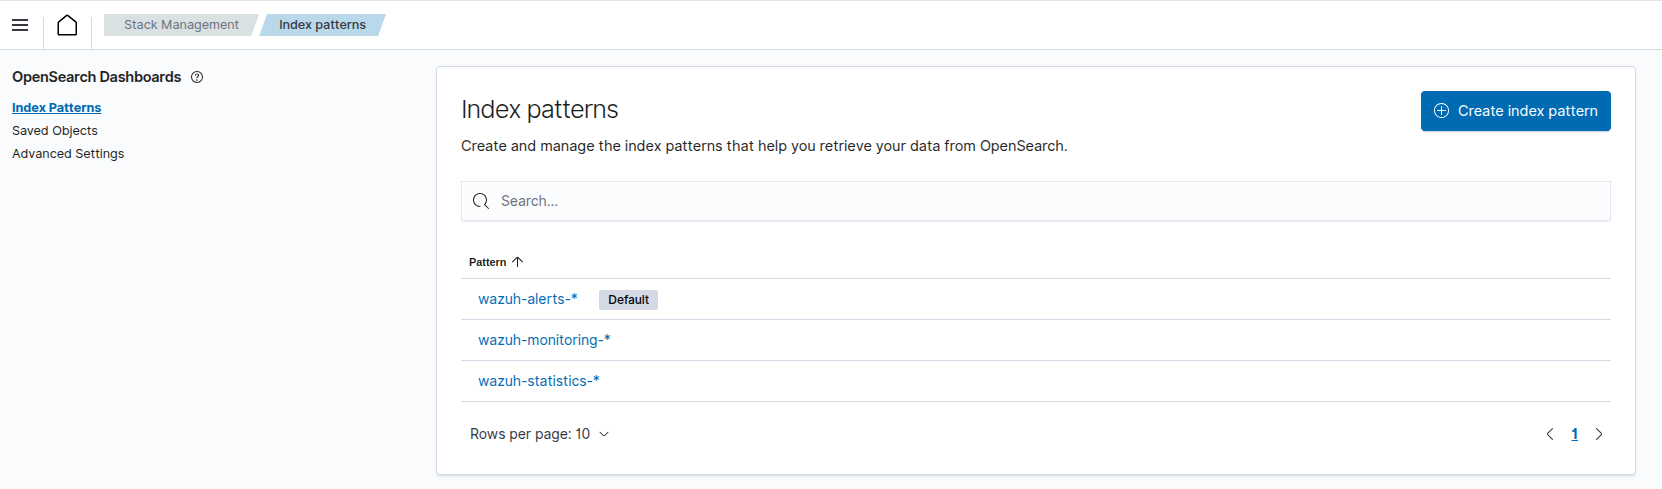 Stack Management
Index patterns
OpenSearch Dashboards
Index Patterns
Saved Objects
Advanced Settings
Index patterns
Create index pattern
Create and manage the index patterns that help you retrieve your data from OpenSearch.
Search...
Pattern
wazuh-alerts-* Default
wazuh-monitoring-*
wazuh-statistics-*
Rows per page: 10
1